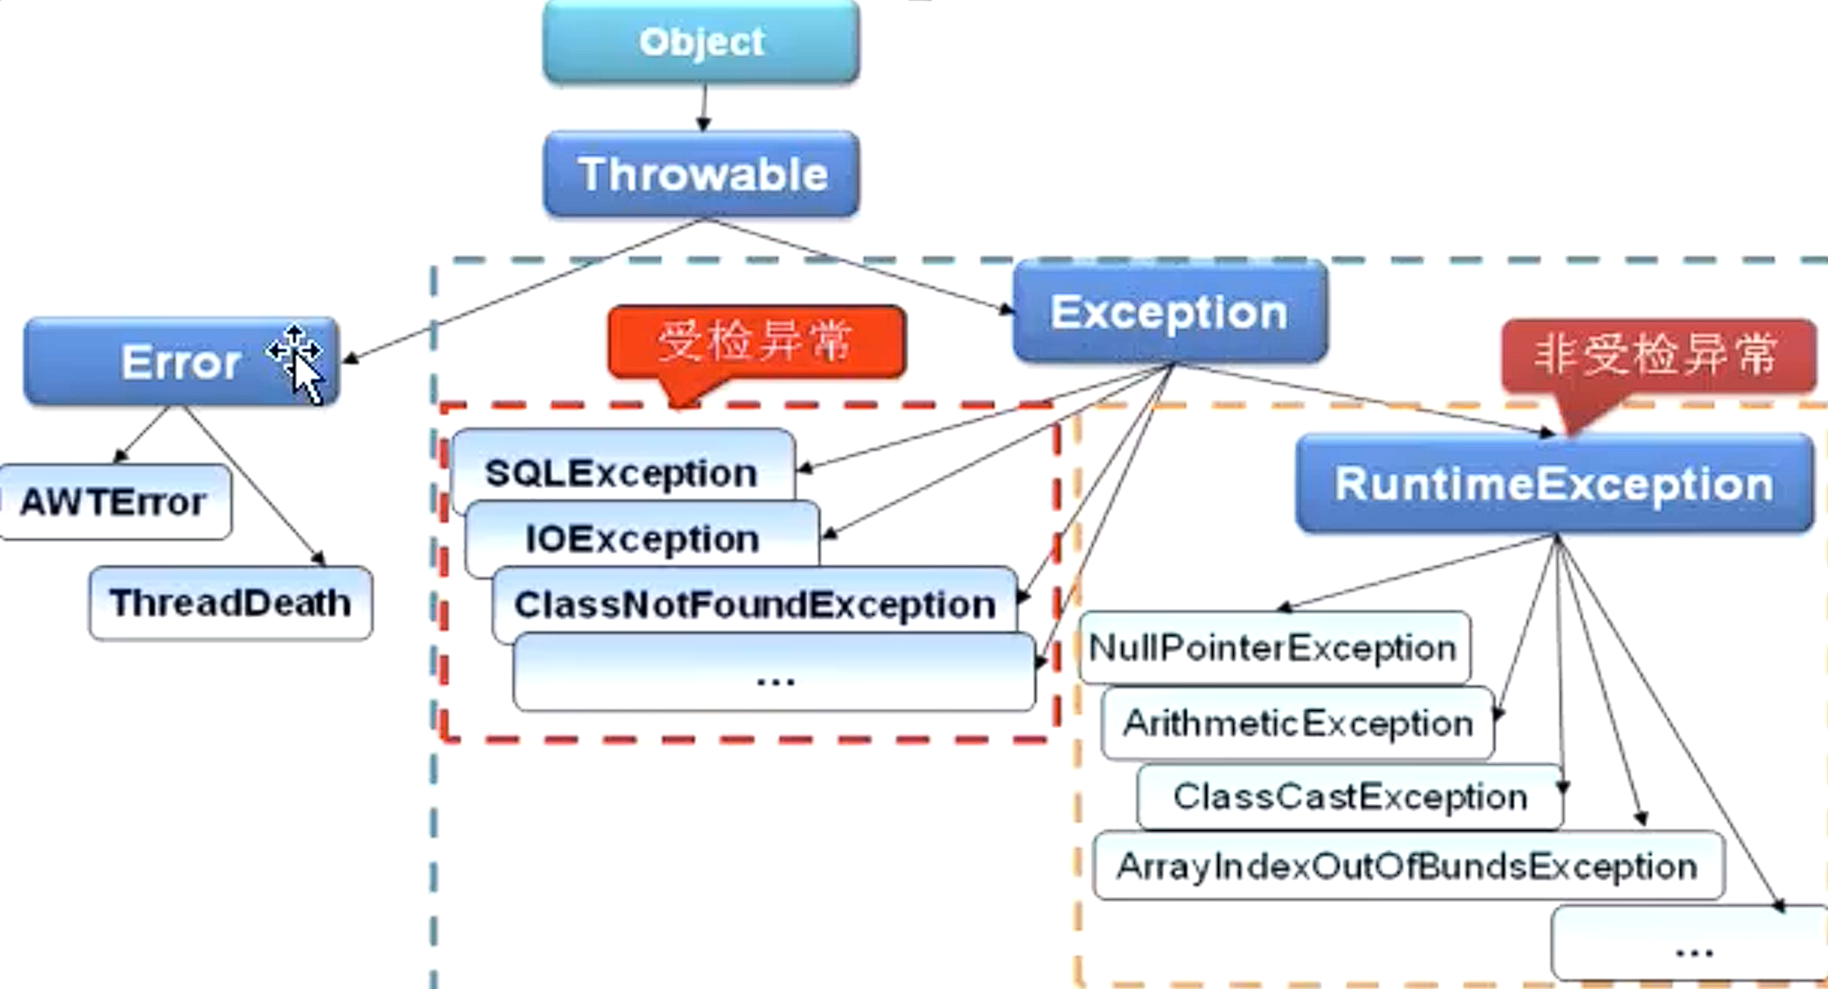 Object
Throwable
Exception
受检异常
非受检异常
Error
SQLException
RuntimeException
AWTError
IOException
ThreadDeath
ClassNotFoundException
...
NullPointerException
ArithmeticException
ClassCastException
ArrayIndexOutOfBundsException
...